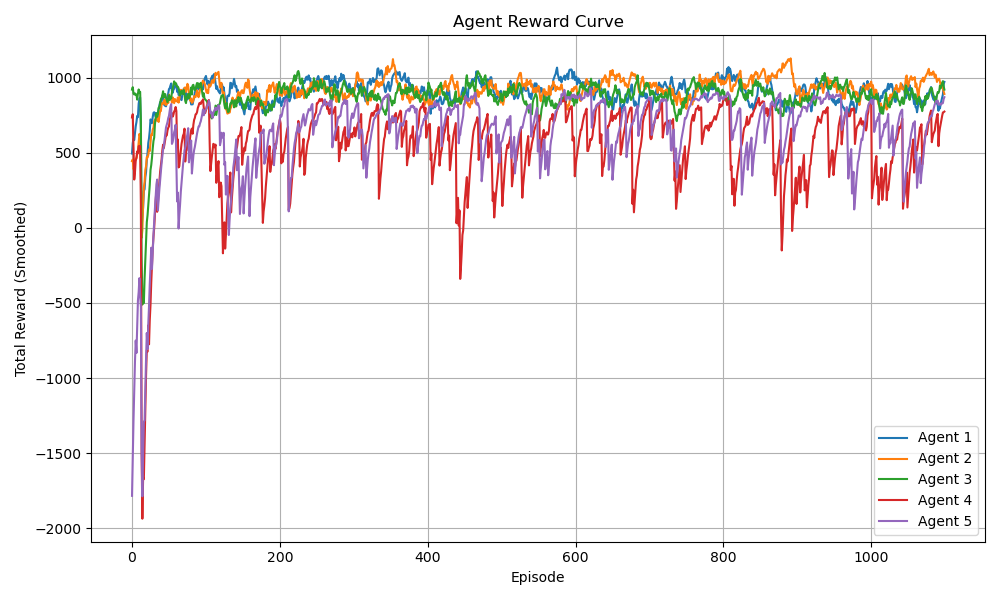 Agent Reward Curve
Total Reward (Smoothed)
1000
500
0
−500
−1000
−1500
−2000
0 200 400 600 800 1000
Episode
Agent 1
Agent 2
Agent 3
Agent 4
Agent 5